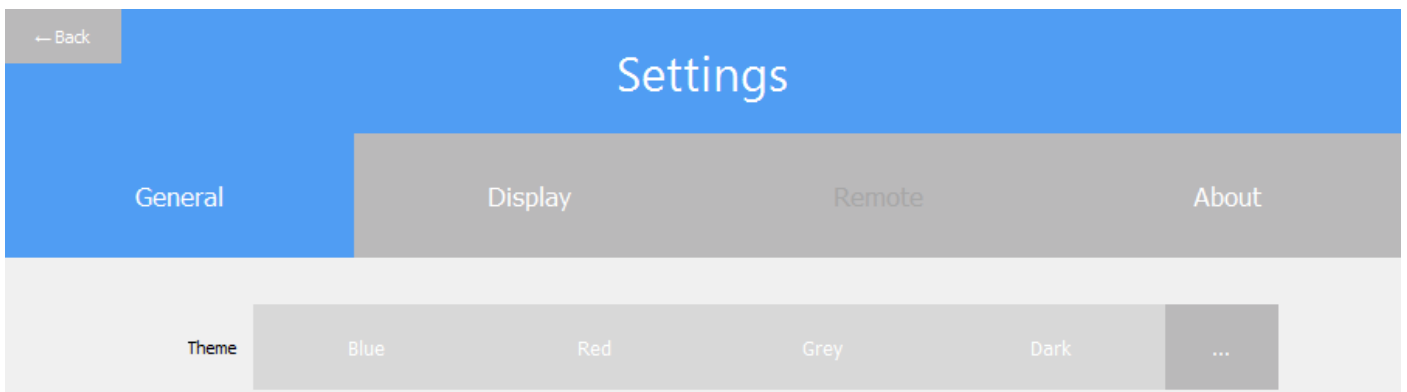 ← Back
Settings
General Display Remote About
Theme Blue Red Grey Dark ...